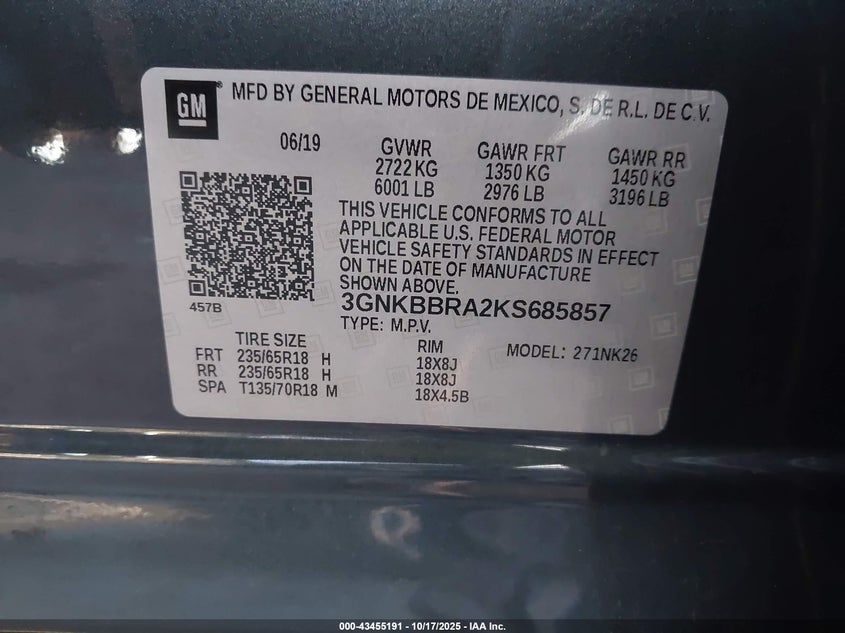 GM ® MFD BY GENERAL MOTORS DE MEXICO, S. DE R.L. DE C.V.
06/19 GVWR GAWR FRT GAWR RR
2722 KG 1350 KG 1450 KG
6001 LB 2976 LB 3196 LB
THIS VEHICLE CONFORMS TO ALL
APPLICABLE U.S. FEDERAL MOTOR
VEHICLE SAFETY STANDARDS IN EFFECT
ON THE DATE OF MANUFACTURE
SHOWN ABOVE.
457B
3GNKBBRA2KS685857
TYPE: M.P.V.
TIRE SIZE RIM MODEL: 271NK26
FRT 235/65R18 H 18X8J
RR 235/65R18 H 18X8J
SPA T135/70R18 M 18X4.5B
000-43455191 - 10/17/2025 - IAA Inc.